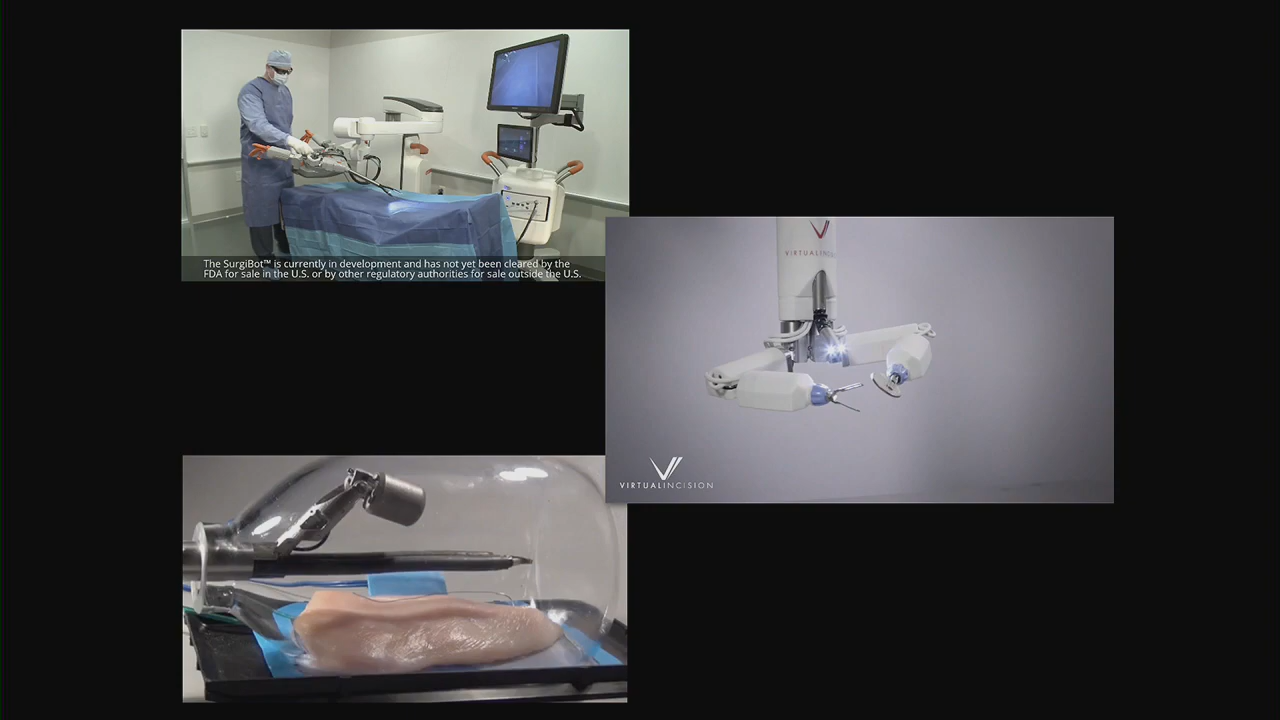 The SurgiBot™ is currently in development and has not yet been cleared by the
FDA for sale in the U.S. or by other regulatory authorities for sale outside the U.S.
VIRTUALINCIS
VIRTUALINCISION